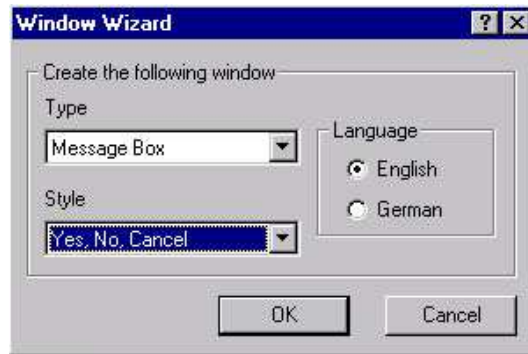 Window Wizard
Create the following window
Type
Message Box
Style
Yes, No, Cancel
Language
English
German
OK
Cancel